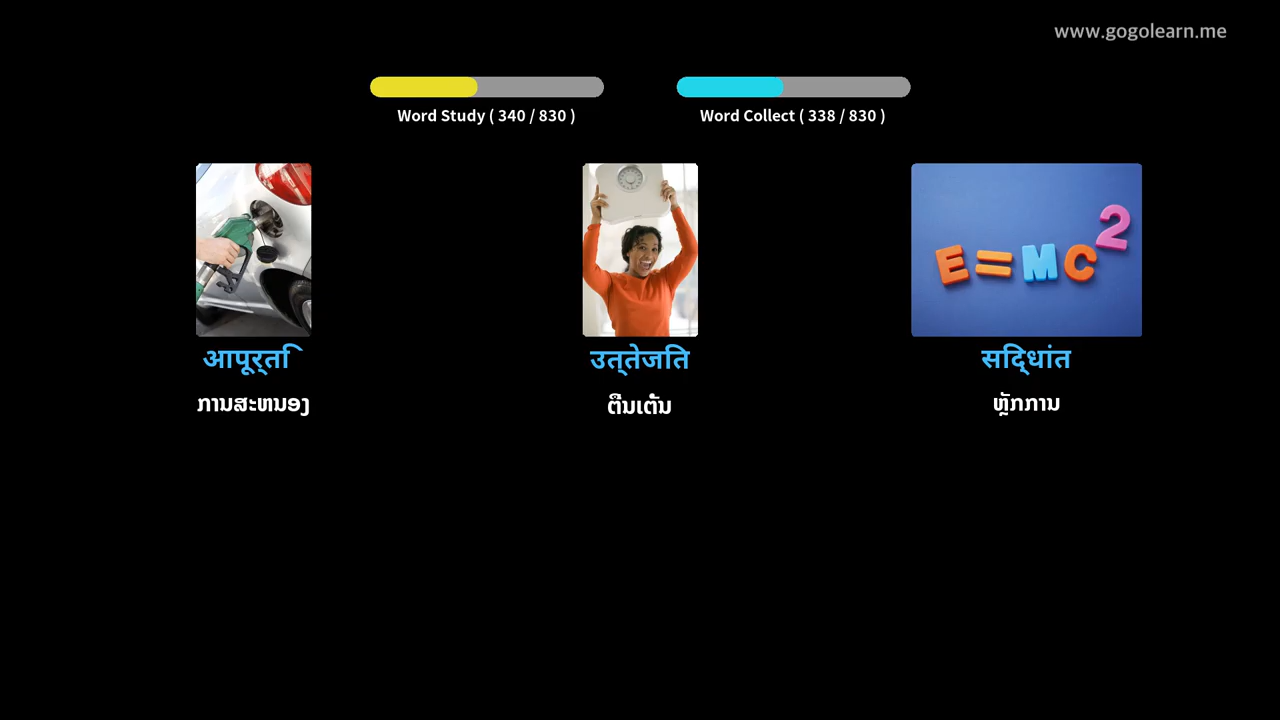 www.gogolearn.me
Word Study ( 340 / 830 )
Word Collect ( 338 / 830 )
E=MC2
आपूर्ति
उत्तेजति
सिद्धांत
ການສະຫນອງ
ຕື່ນເຕັ້ນ
ຫຼັກການ